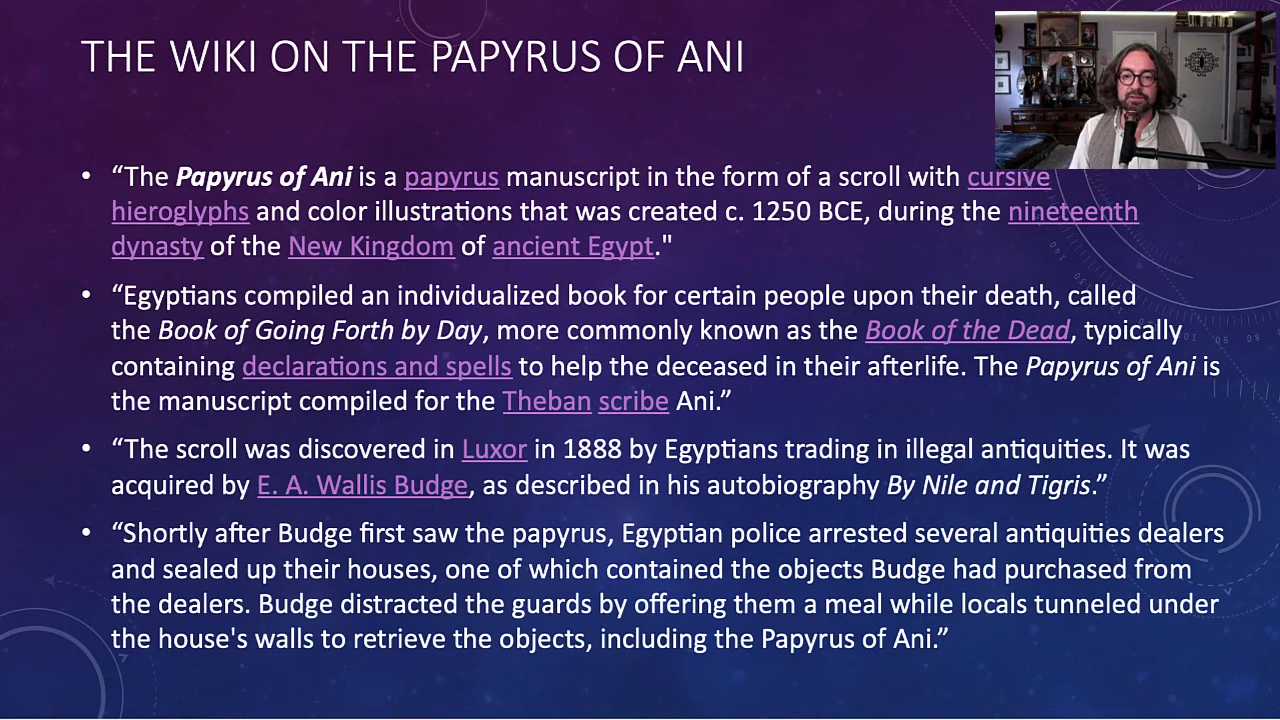 THE WIKI ON THE PAPYRUS OF ANI
• “The Papyrus of Ani is a papyrus manuscript in the form of a scroll with cursive
hieroglyphs and color illustrations that was created c. 1250 BCE, during the nineteenth
dynasty of the New Kingdom of ancient Egypt."
• “Egyptians compiled an individualized book for certain people upon their death, called
the Book of Going Forth by Day, more commonly known as the Book of the Dead, typically
containing declarations and spells to help the deceased in their afterlife. The Papyrus of Ani is
the manuscript compiled for the Theban scribe Ani.”
• “The scroll was discovered in Luxor in 1888 by Egyptians trading in illegal antiquities. It was
acquired by E. A. Wallis Budge, as described in his autobiography By Nile and Tigris.”
• “Shortly after Budge first saw the papyrus, Egyptian police arrested several antiquities dealers
and sealed up their houses, one of which contained the objects Budge had purchased from
the dealers. Budge distracted the guards by offering them a meal while locals tunneled under
the house's walls to retrieve the objects, including the Papyrus of Ani.”